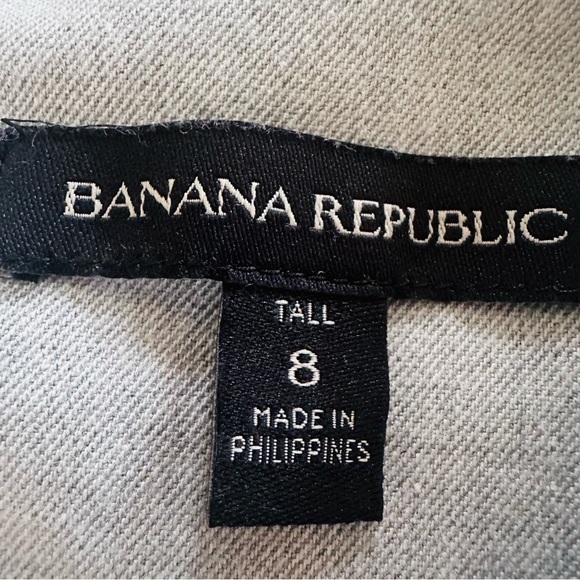 BANANA REPUBLIC
TALL
8
MADE IN
PHILIPPINES